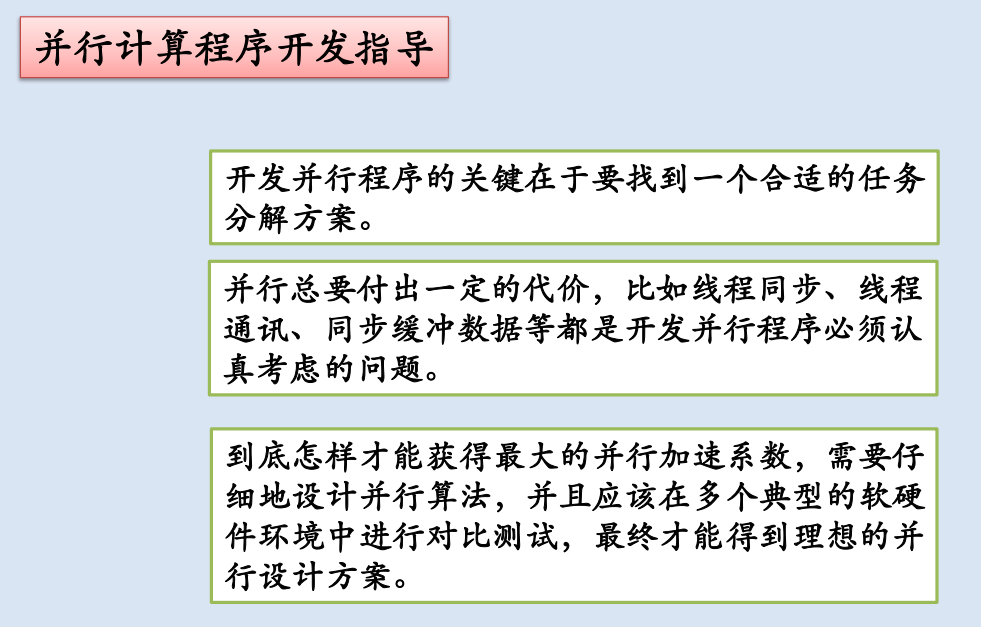 并行计算程序开发指导
开发并行程序的关键在于要找到一个合适的任务
分解方案。
并行总要付出一定的代价，比如线程同步、线程
通讯、同步缓冲数据等都是开发并行程序必须认
真考虑的问题。
到底怎样才能获得最大的并行加速系数，需要仔
细地设计并行算法，并且应该在多个典型的软硬
件环境中进行对比测试，最终才能得到理想的并
行设计方案。